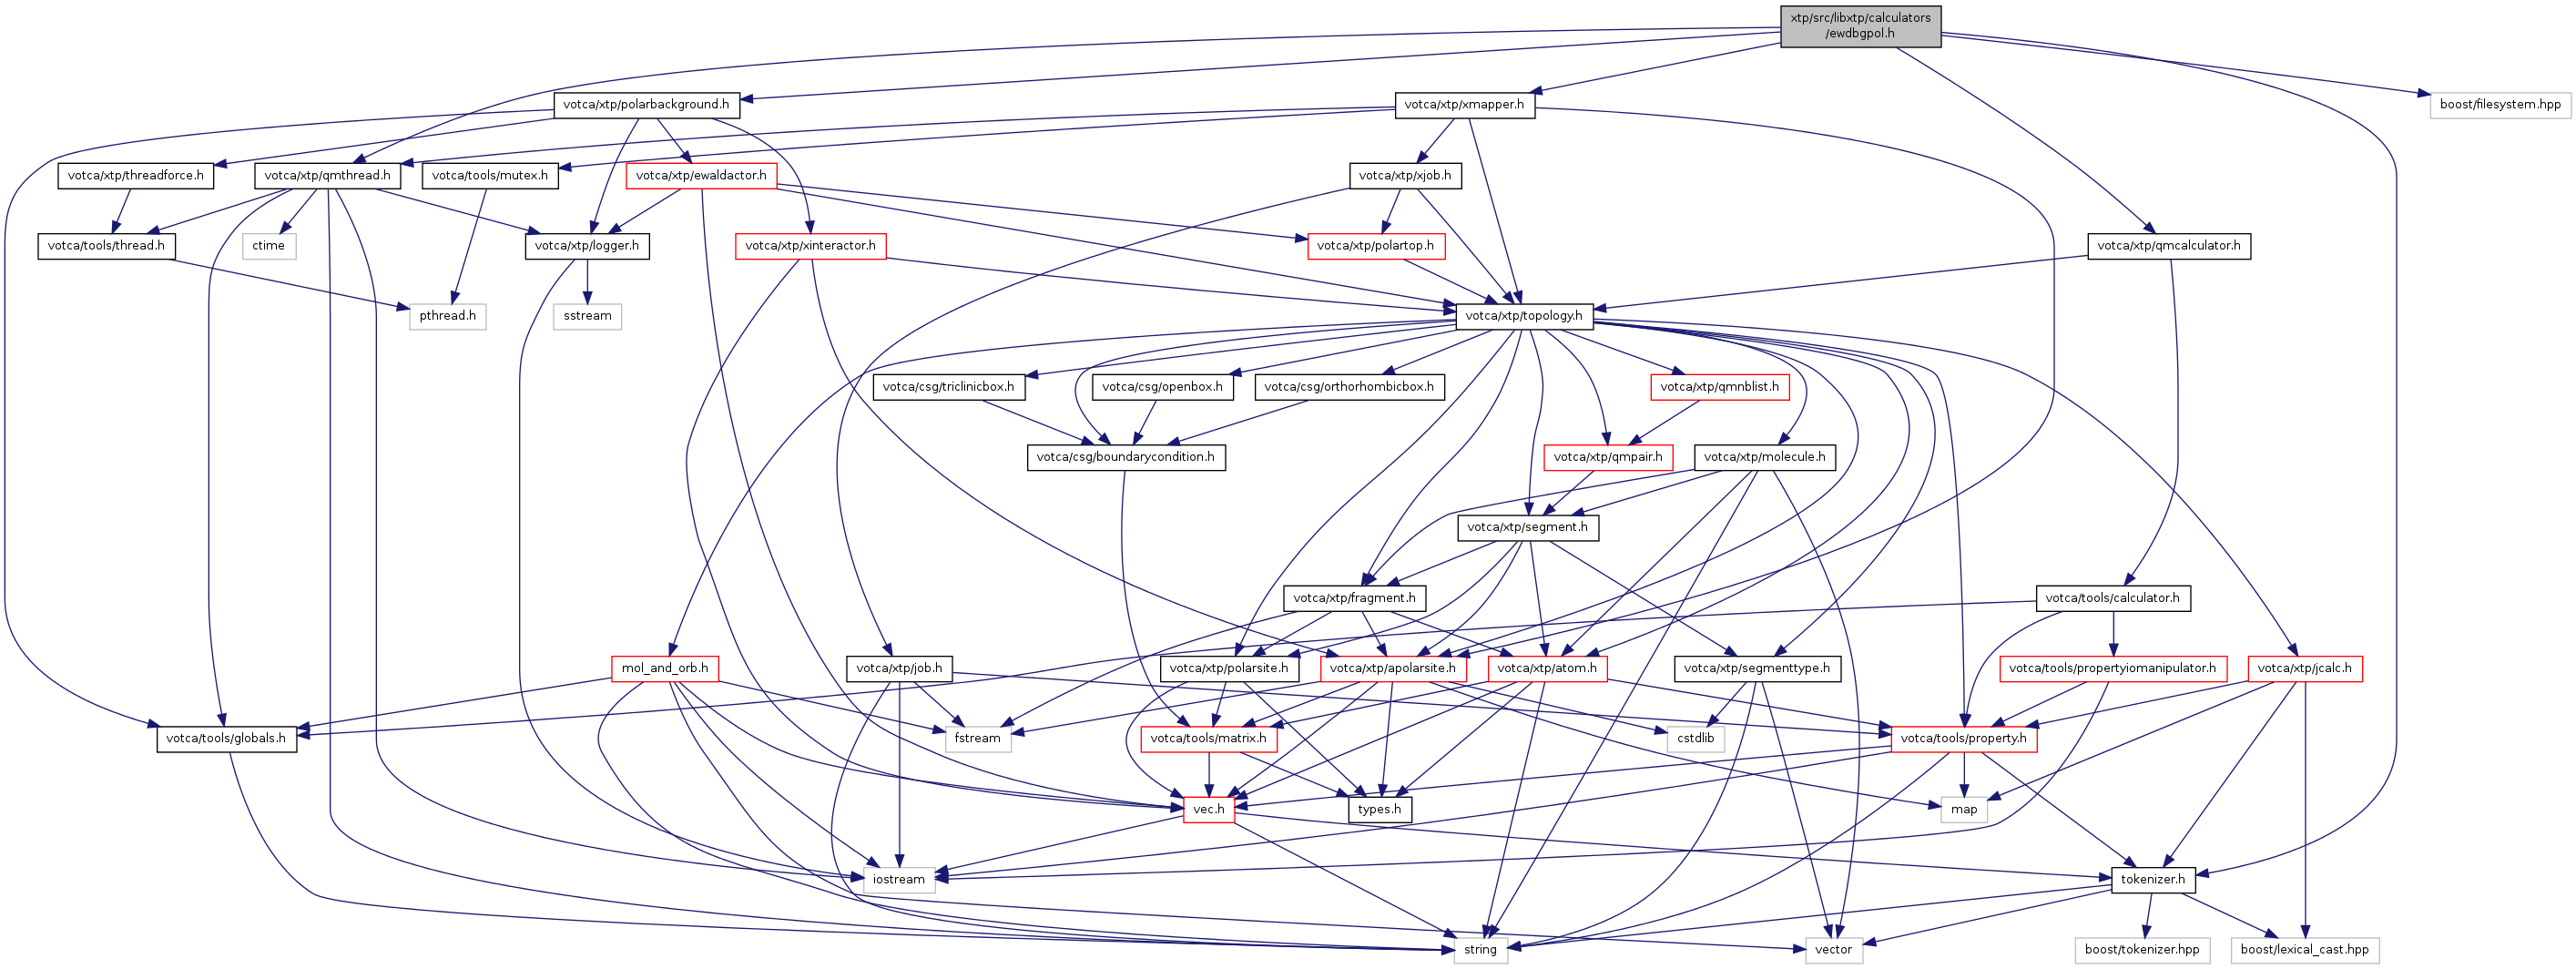 xtp/src/libxtp/calculators
/ewdbgpol.h
votca/xtp/polarbackground.h
votca/xtp/xmapper.h
boost/filesystem.hpp
votca/xtp/threadforce.h
votca/xtp/qmthread.h
votca/tools/mutex.h
votca/xtp/ewaldactor.h
votca/xtp/xjob.h
votca/tools/thread.h
ctime
votca/xtp/logger.h
votca/xtp/xinteractor.h
votca/xtp/polartop.h
votca/xtp/qmcalculator.h
pthread.h
sstream
votca/xtp/topology.h
votca/csg/triclinicbox.h
votca/csg/openbox.h
votca/csg/orthorhombicbox.h
votca/xtp/qmnblist.h
votca/csg/boundarycondition.h
votca/xtp/qmpair.h
votca/xtp/molecule.h
votca/xtp/segment.h
votca/xtp/fragment.h
votca/tools/calculator.h
mol_and_orb.h
votca/xtp/job.h
votca/xtp/polarsite.h
votca/xtp/apolarsite.h
votca/xtp/atom.h
votca/xtp/segmenttype.h
votca/tools/propertyiomanipulator.h
votca/xtp/jcalc.h
votca/tools/globals.h
fstream
votca/tools/matrix.h
cstdlib
votca/tools/property.h
vec.h
types.h
map
iostream
tokenizer.h
string
vector
boost/tokenizer.hpp
boost/lexical_cast.hpp